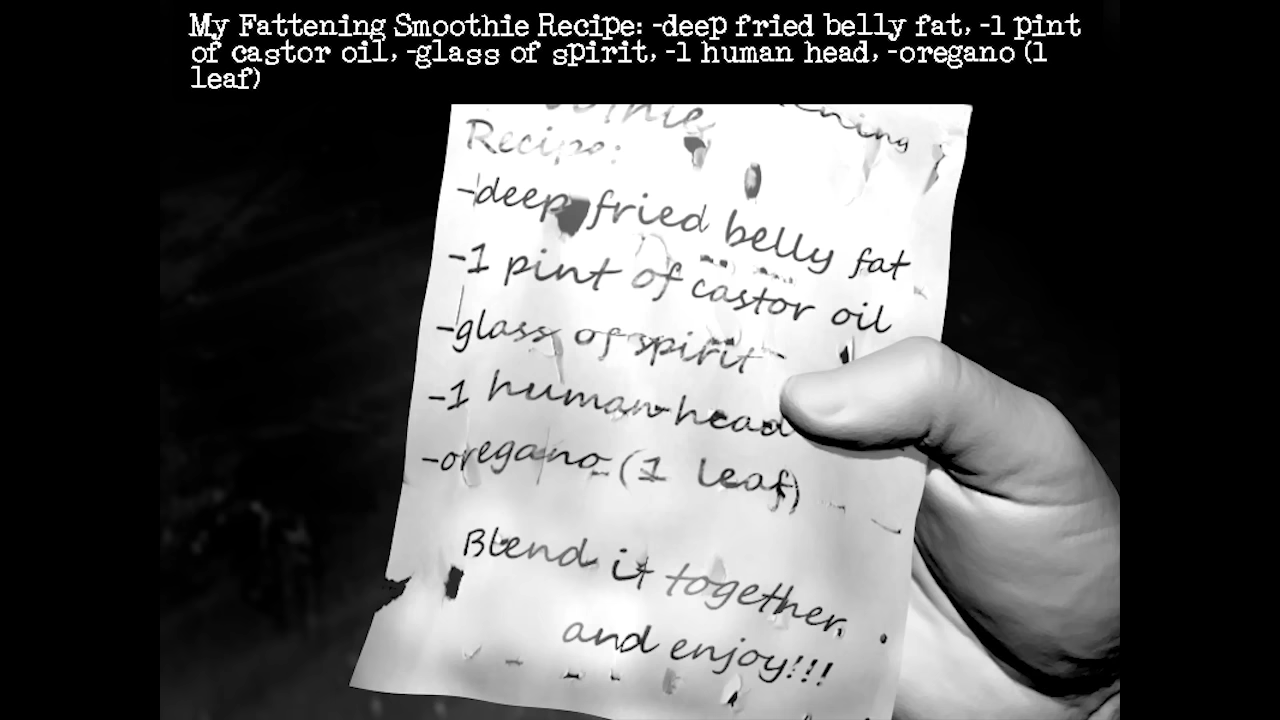 My Fattening Smoothie Recipe: -deep fried belly fat, -1 pint
of castor oil, -glass of spirit, -1 human head, -oregano (1
leaf)
Recipe:
-deep fried belly fat
-1 pint of castor oil
-glass of spirit
-1 human head
-oregano (1 leaf)
Blend it together
and enjoy!!!